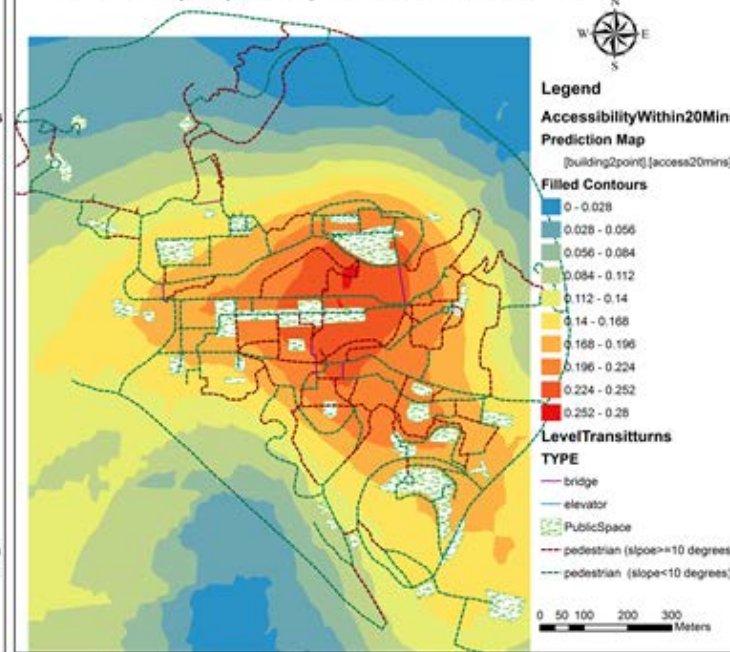 N
W E
S
Legend
AccessibilityWithin20Mins
Prediction Map
[building2point].[access20mins]
Filled Contours
0 - 0.028
0.028 - 0.056
0.056 - 0.084
0.084 - 0.112
0.112 - 0.14
0.14 - 0.168
0.168 - 0.196
0.196 - 0.224
0.224 - 0.252
0.252 - 0.28
LevelTransitturns
TYPE
bridge
elevator
PublicSpace
pedestrian (slpoe>=10 degrees)
pedestrian (slope<10 degrees)
0 50 100 200 300
Meters